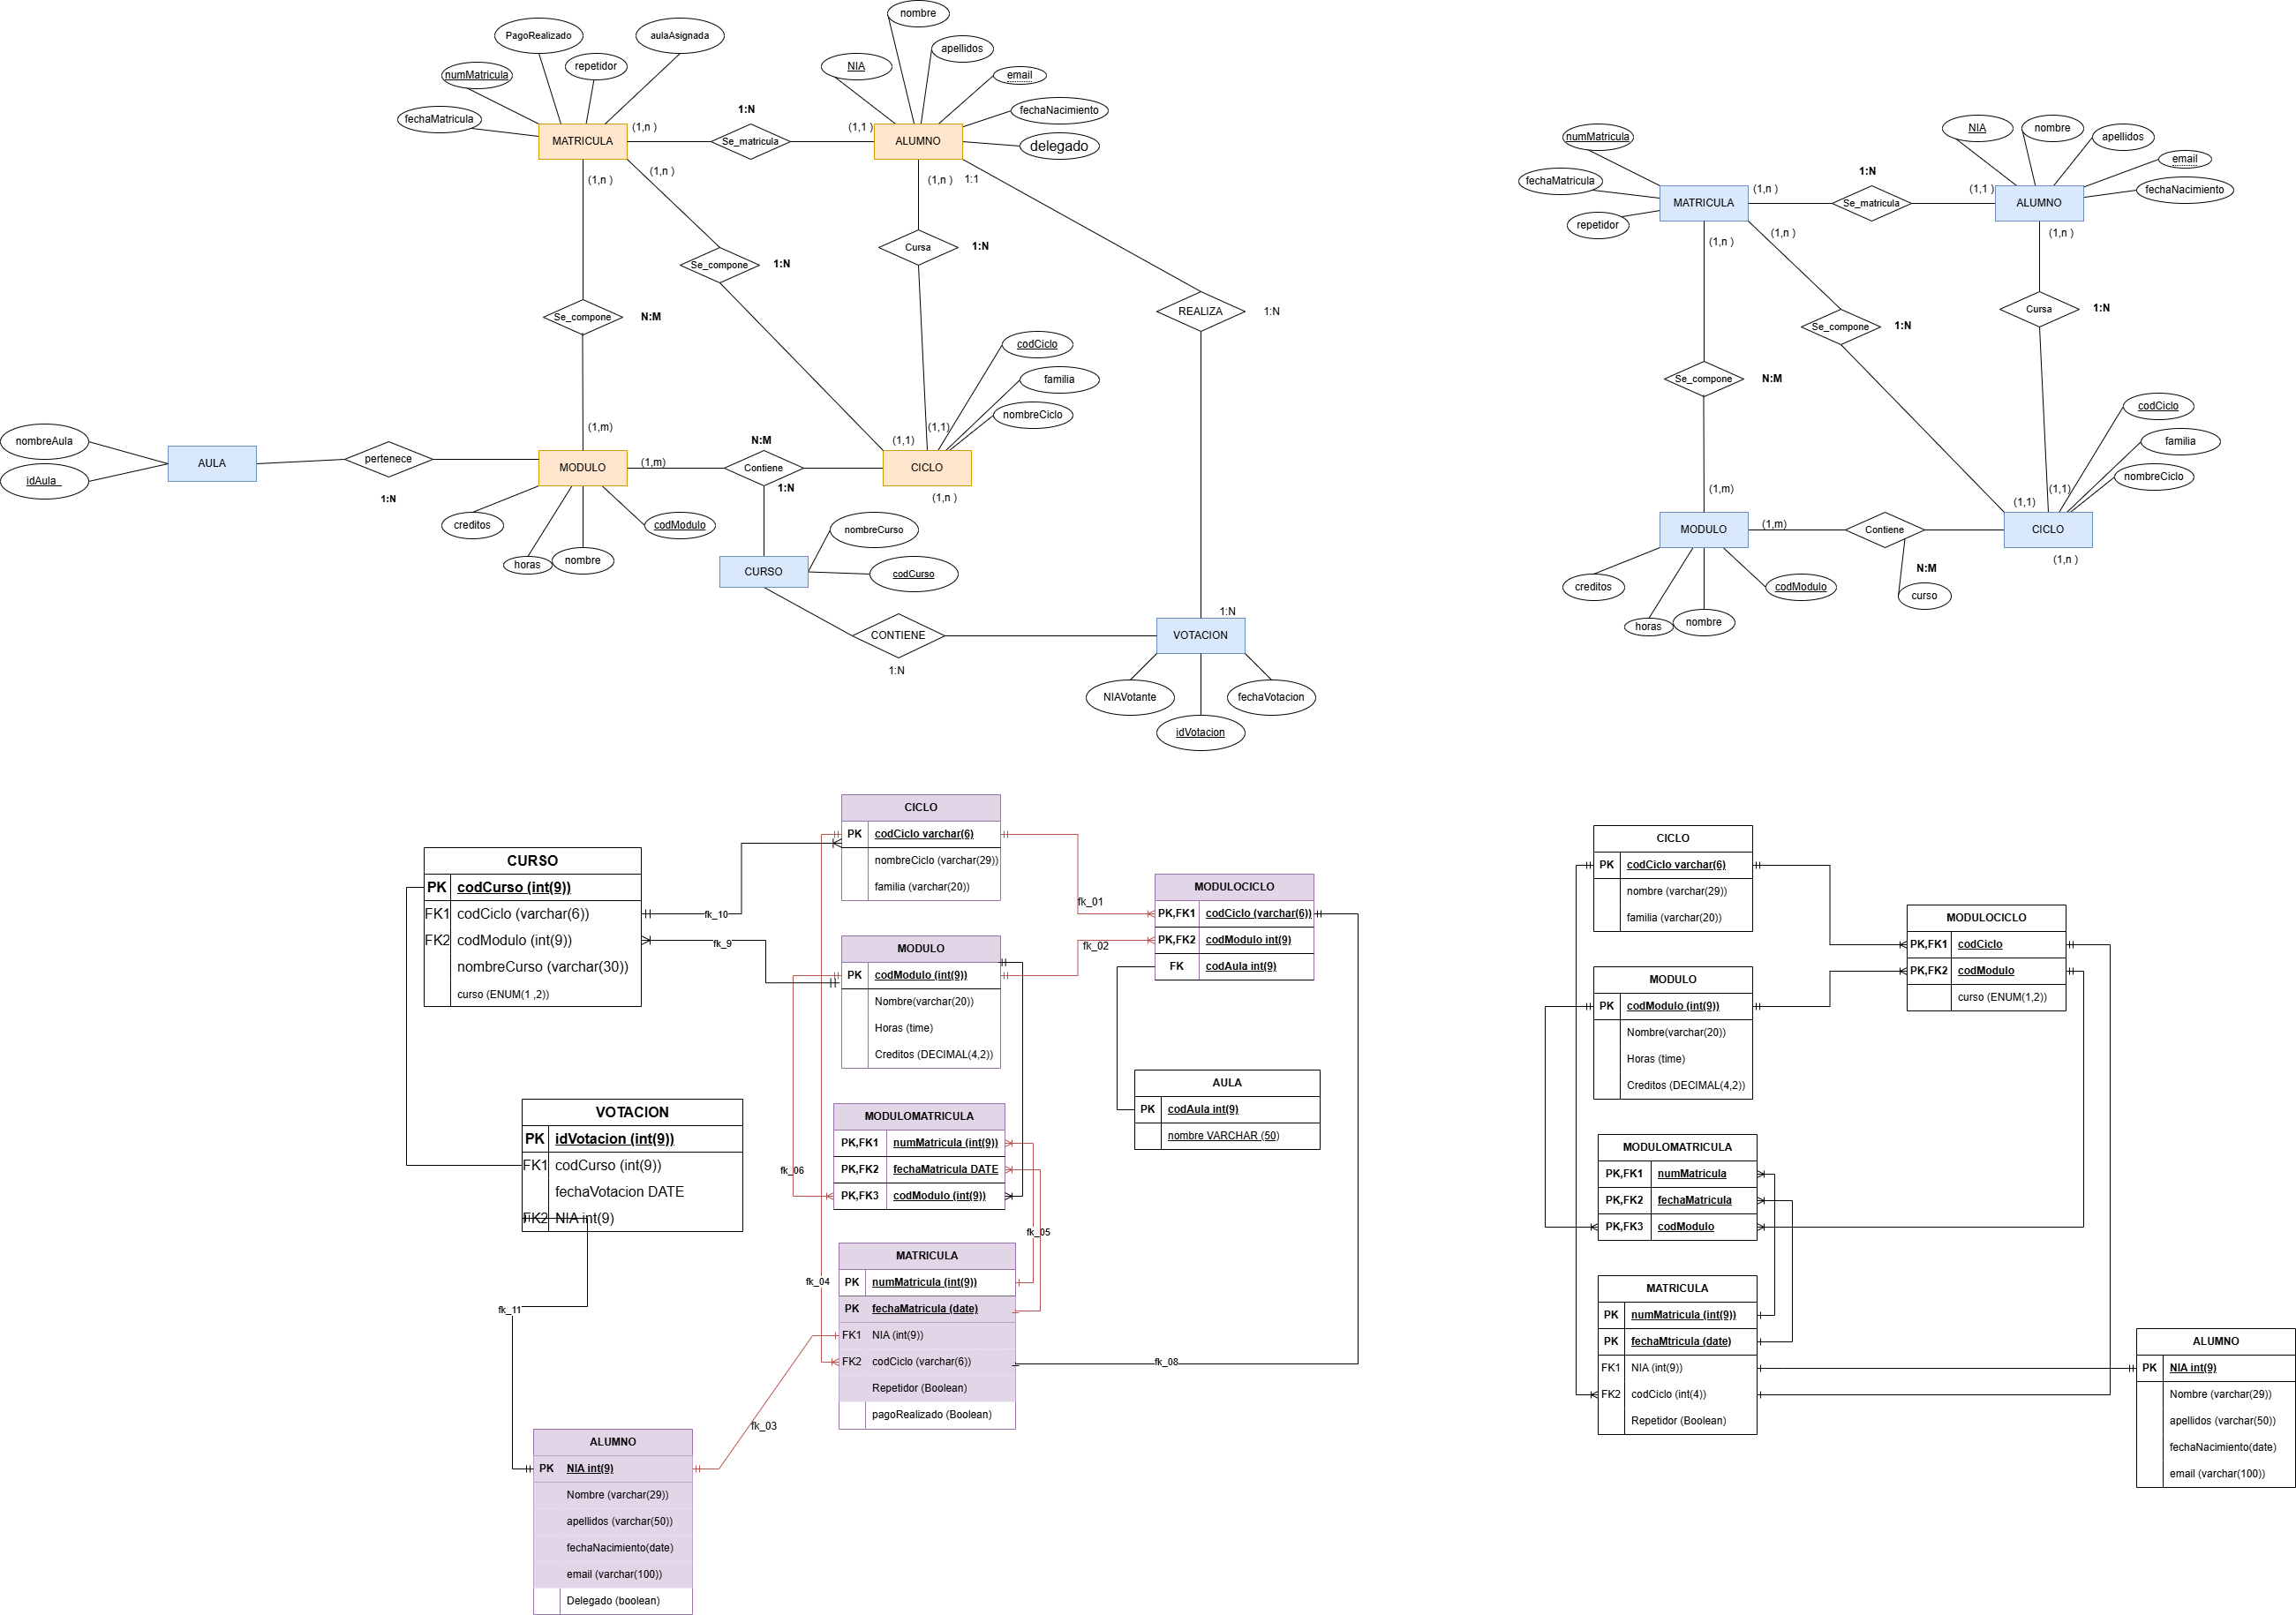 nombre
PagoRealizado
aulaAsignada
apellidos
NIA
repetidor
numMatricula
email
fechaNacimiento
fechaMatricula
1:N
(1,n )
(1,1 )
MATRICULA
Se_matricula
ALUMNO
delegado
(1,n )
(1,n )
(1,n )
1:1
Cursa
1:N
Se_compone
1:N
REALIZA
1:N
Se_compone
N:M
codCiclo
familia
nombreCiclo
(1,m)
(1,1)
(1,1)
nombreAula
AULA
pertenece
1:N
idAula_
MODULO
(1,m)
N:M
Contiene
1:N
CICLO
(1,n )
creditos
horas
nombre
codModulo
nombreCurso
CURSO
codCurso
CONTIENE
1:N
1:N
VOTACION
NIAVotante
fechaVotacion
idVotacion
numMatricula
NIA
nombre
apellidos
email
fechaNacimiento
fechaMatricula
repetidor
1:N
MATRICULA
(1,n )
Se_matricula
(1,1 )
ALUMNO
(1,n )
(1,n )
(1,n )
Cursa
1:N
Se_compone
1:N
Se_compone
N:M
codCiclo
familia
nombreCiclo
(1,m)
(1,1)
(1,1)
MODULO
(1,m)
Contiene
CICLO
(1,n )
N:M
curso
creditos
horas
nombre
codModulo
CURSO
PK codCurso (int(9))
FK1 codCiclo (varchar(6))
FK2 codModulo (int(9))
nombreCurso (varchar(30))
curso (ENUM(1 ,2))
fk_10
fk_9
CICLO
PK codCiclo varchar(6)
nombreCiclo (varchar(29))
familia (varchar(20))
fk_01
fk_02
MODULOCICLO
PK,FK1 codCiclo (varchar(6))
PK,FK2 codModulo int(9)
FK codAula int(9)
MODULO
PK codModulo (int(9))
Nombre(varchar(20))
Horas (time)
Creditos (DECIMAL(4,2))
AULA
PK codAula int(9)
nombre VARCHAR (50)
VOTACION
PK idVotacion (int(9))
FK1 codCurso (int(9))
fechaVotacion DATE
FK2 NIA int(9)
MODULOMATRICULA
PK,FK1 numMatricula (int(9))
PK,FK2 fechaMatricula DATE
PK,FK3 codModulo (int(9))
fk_06
fk_05
fk_04
MATRICULA
PK numMatricula (int(9))
PK fechaMatricula (date)
FK1 NIA (int(9))
FK2 codCiclo (varchar(6))
Repetidor (Boolean)
pagoRealizado (Boolean)
fk_08
fk_11
fk_03
ALUMNO
PK NIA int(9)
Nombre (varchar(29))
apellidos (varchar(50))
fechaNacimiento(date)
email (varchar(100))
Delegado (boolean)
CICLO
PK codCiclo varchar(6)
nombre (varchar(29))
familia (varchar(20))
MODULOCICLO
PK,FK1 codCiclo
PK,FK2 codModulo
curso (ENUM(1,2))
MODULO
PK codModulo (int(9))
Nombre(varchar(20))
Horas (time)
Creditos (DECIMAL(4,2))
MODULOMATRICULA
PK,FK1 numMatricula
PK,FK2 fechaMatricula
PK,FK3 codModulo
MATRICULA
PK numMatricula (int(9))
PK fechaMtricula (date)
FK1 NIA (int(9))
FK2 codCiclo (int(4))
Repetidor (Boolean)
ALUMNO
PK NIA int(9)
Nombre (varchar(29))
apellidos (varchar(50))
fechaNacimiento(date)
email (varchar(100))